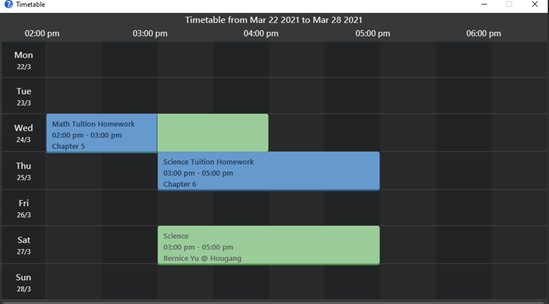 Timetable
Timetable from Mar 22 2021 to Mar 28 2021
02:00 pm 03:00 pm 04:00 pm 05:00 pm 06:00 pm
Mon
22/3
Tue
23/3
Wed
24/3
Math Tuition Homework
02:00 pm - 03:00 pm
Chapter 5
Thu
25/3
Science Tuition Homework
03:00 pm - 05:00 pm
Chapter 6
Fri
26/3
Sat
27/3
Science
03:00 pm - 05:00 pm
Bernice Yu @ Hougang
Sun
28/3